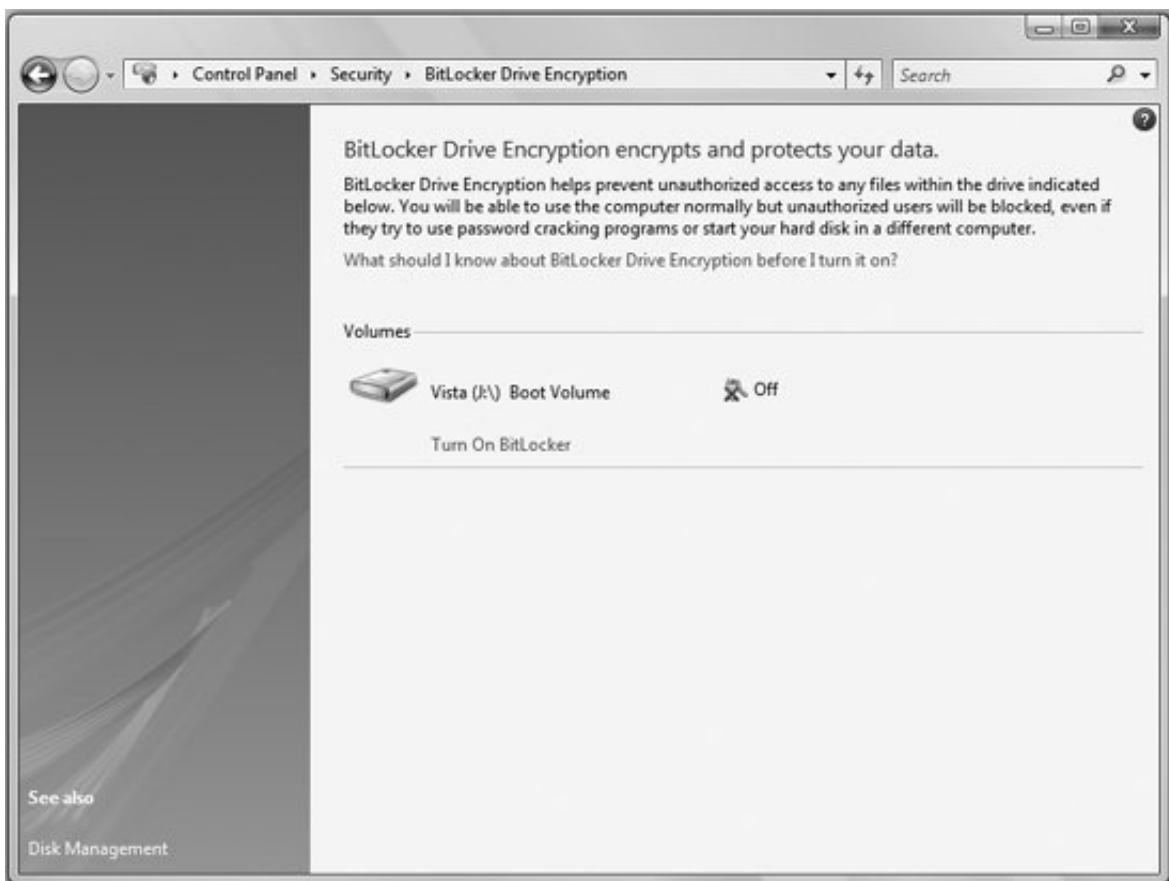 Control Panel ▸ Security ▸ BitLocker Drive Encryption
Search
BitLocker Drive Encryption encrypts and protects your data.
BitLocker Drive Encryption helps prevent unauthorized access to any files within the drive indicated
below. You will be able to use the computer normally but unauthorized users will be blocked, even if
they try to use password cracking programs or start your hard disk in a different computer.
What should I know about BitLocker Drive Encryption before I turn it on?
Volumes
Vista (J:\) Boot Volume
Off
Turn On BitLocker
See also
Disk Management